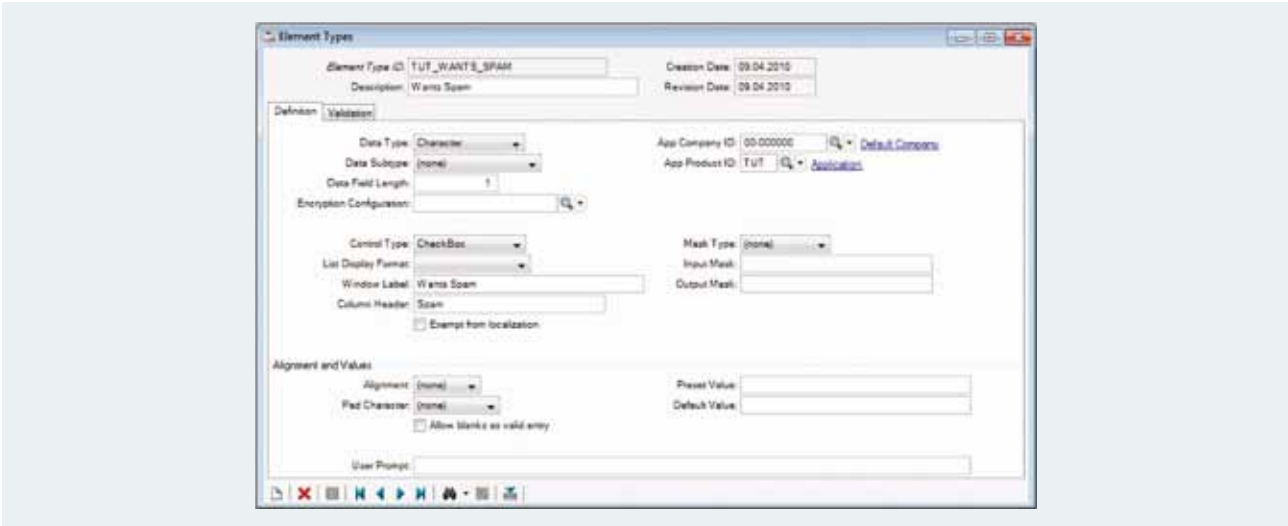 Element Types
Element Type ID: TUT_WANTS_SPAM
Creation Date: 09.04.2010
Description: Wants Spam
Revision Date: 09.04.2010
Definition Validation
Data Type: Character
App Company ID: 00-000000 Default Company
Data Subtype: (none)
App Product ID: TUT Application
Data Field Length: 1
Encryption Configuration:
Control Type: CheckBox
Mask Type: (none)
List Display Format:
Input Mask:
Window Label: Wants Spam
Output Mask:
Column Header: Spam
Exempt from localization
Alignment and Values
Alignment: (none)
Preset Value:
Pad Character: (none)
Default Value:
Allow blanks as valid entry
User Prompt: